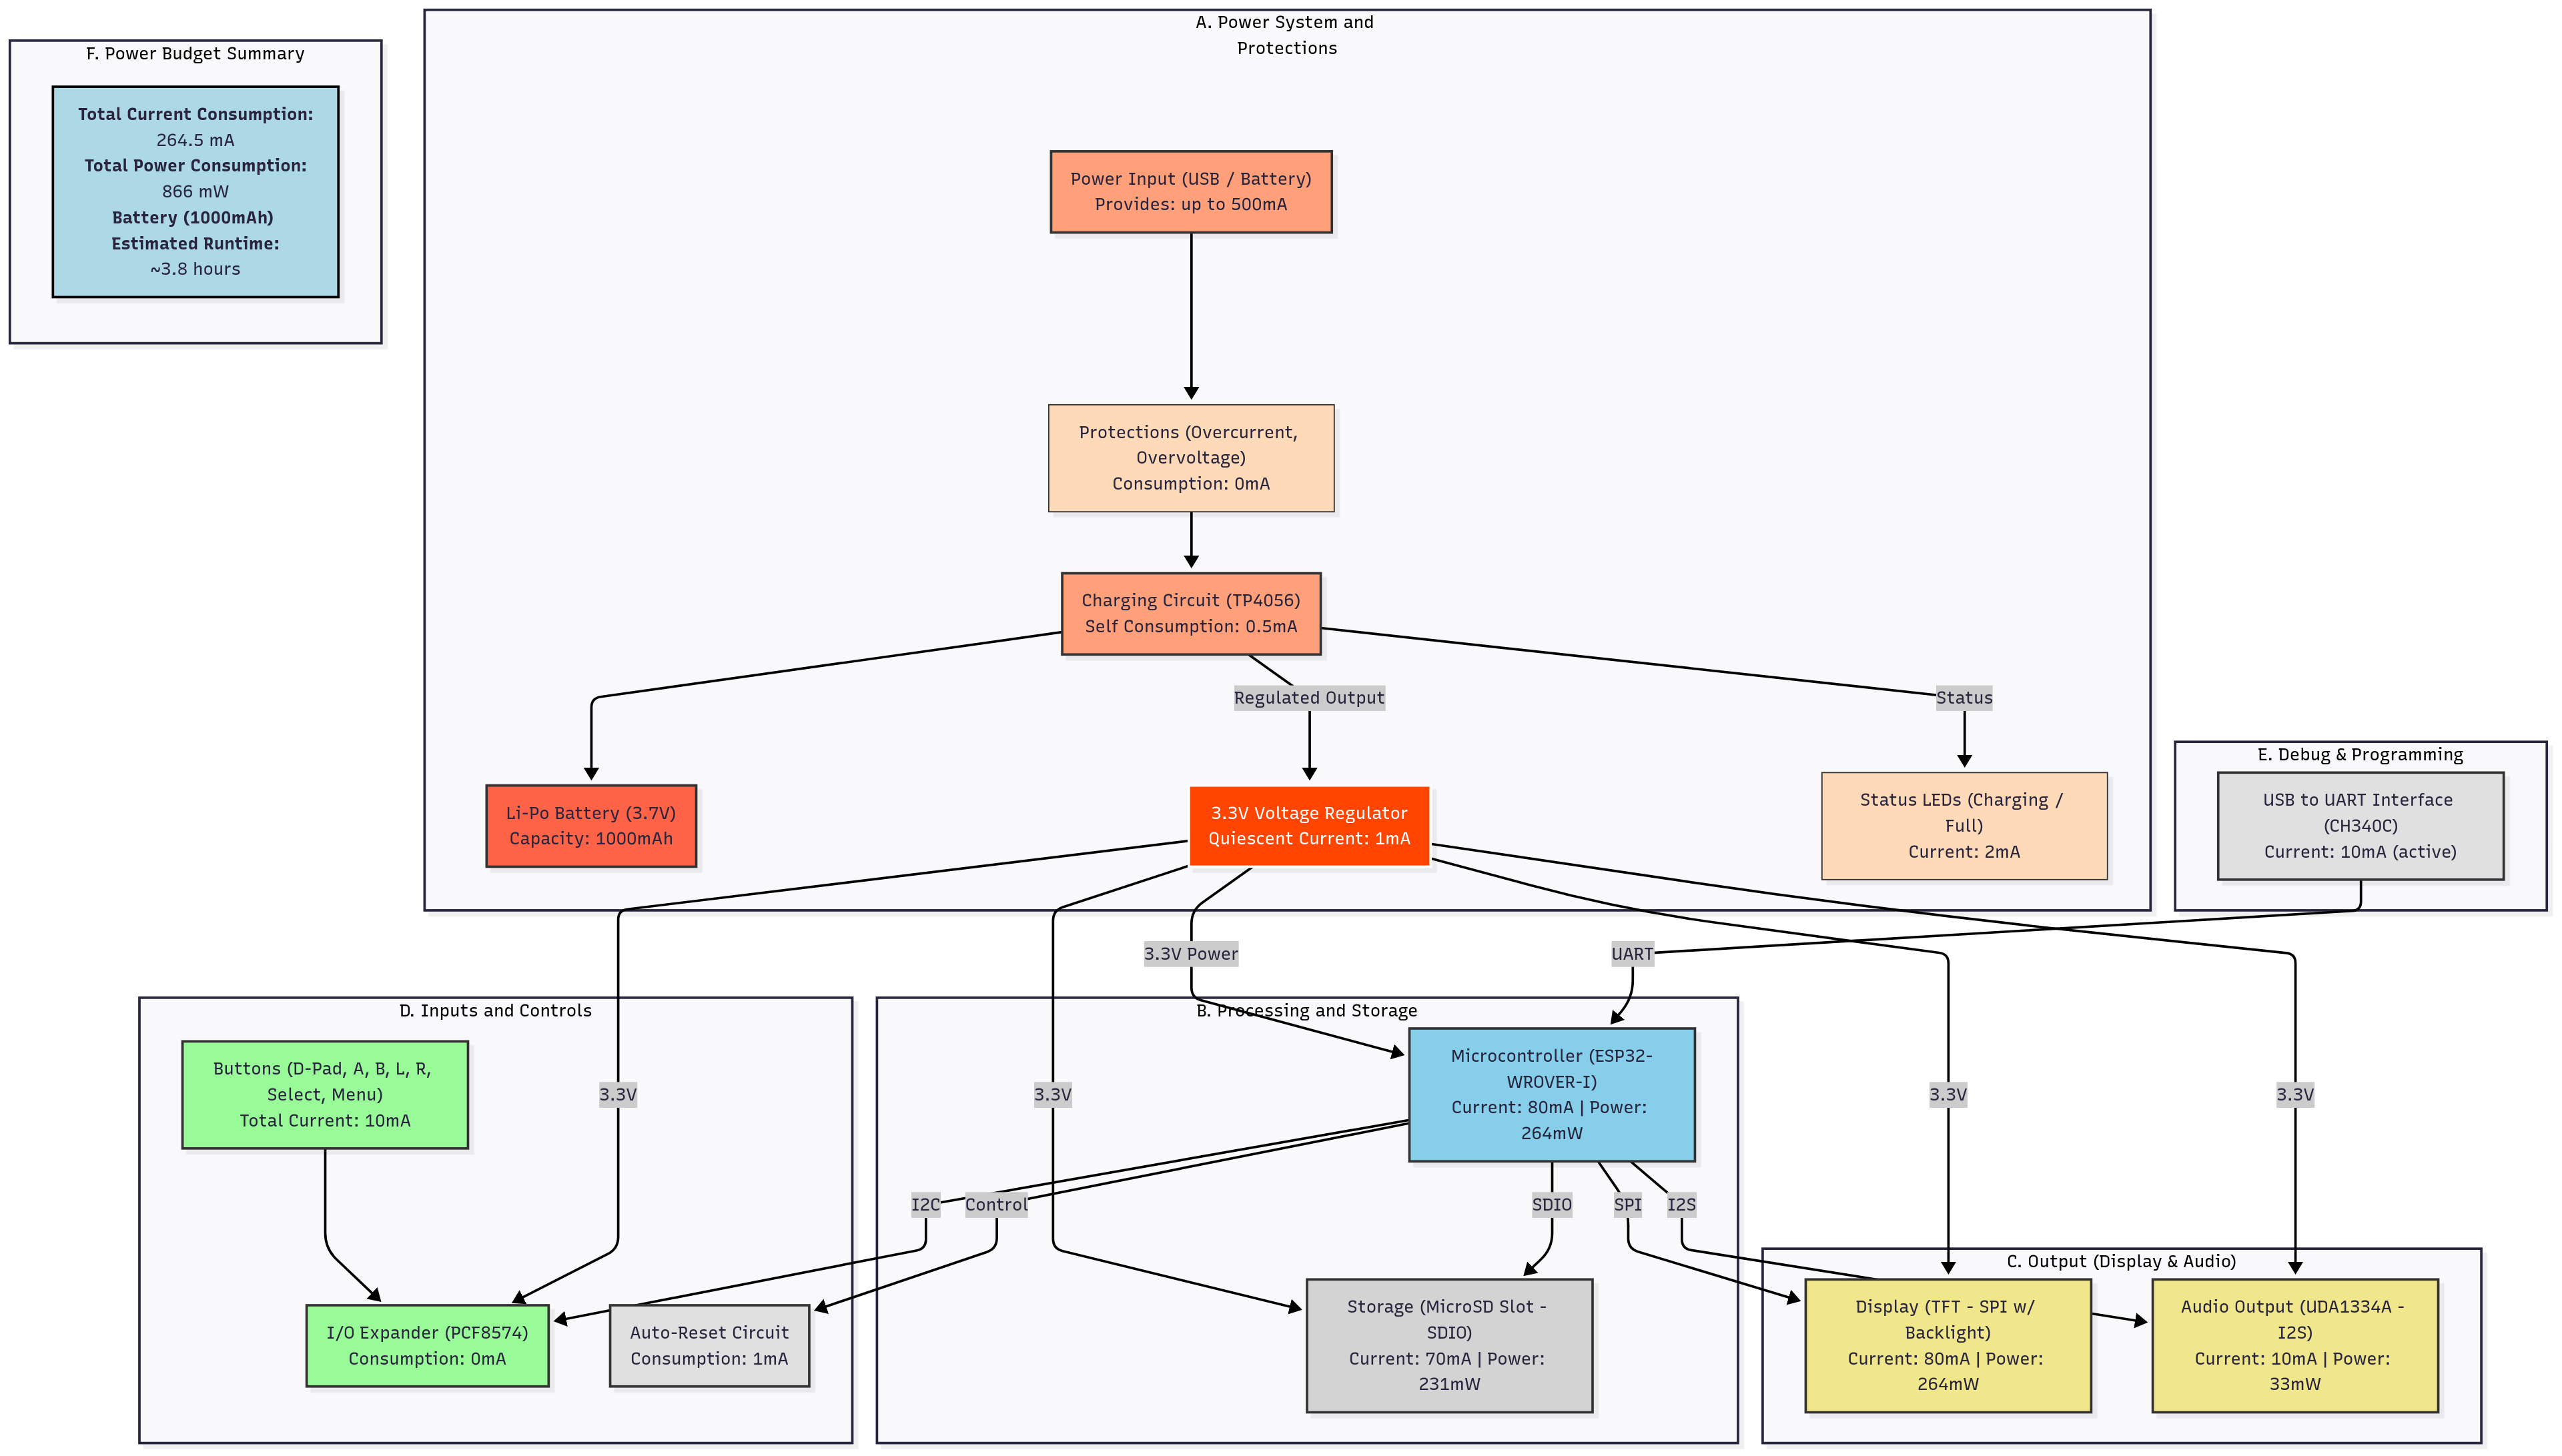 A. Power System and
Protections
F. Power Budget Summary
Total Current Consumption:
264.5 mA
Total Power Consumption:
866 mW
Battery (1000mAh)
Estimated Runtime:
~3.8 hours
Power Input (USB / Battery)
Provides: up to 500mA
Protections (Overcurrent,
Overvoltage)
Consumption: 0mA
Charging Circuit (TP4056)
Self Consumption: 0.5mA
Regulated Output
Status
Li-Po Battery (3.7V)
Capacity: 1000mAh
3.3V Voltage Regulator
Quiescent Current: 1mA
Status LEDs (Charging /
Full)
Current: 2mA
E. Debug & Programming
USB to UART Interface
(CH340C)
Current: 10mA (active)
3.3V Power
UART
D. Inputs and Controls
Buttons (D-Pad, A, B, L, R,
Select, Menu)
Total Current: 10mA
3.3V
I/O Expander (PCF8574)
Consumption: 0mA
Auto-Reset Circuit
Consumption: 1mA
B. Processing and Storage
3.3V
Microcontroller (ESP32-
WROVER-I)
Current: 80mA | Power:
264mW
I2C
Control
SDIO
SPI
I2S
Storage (MicroSD Slot -
SDIO)
Current: 70mA | Power:
231mW
3.3V
3.3V
C. Output (Display & Audio)
Display (TFT - SPI w/
Backlight)
Current: 80mA | Power:
264mW
Audio Output (UDA1334A -
I2S)
Current: 10mA | Power:
33mW